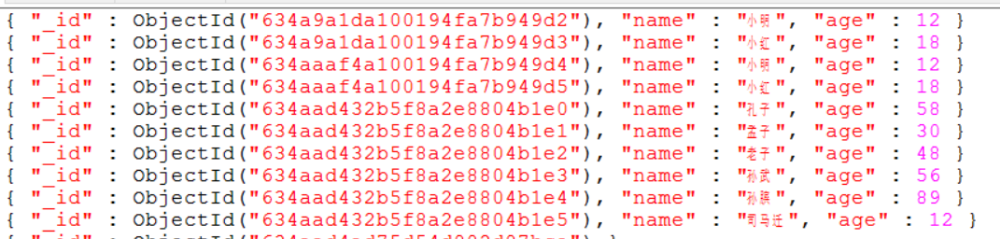 { "_id" : ObjectId("634a9a1da100194fa7b949d2"), "name" : "小明", "age" : 12 }
{ "_id" : ObjectId("634a9a1da100194fa7b949d3"), "name" : "小红", "age" : 18 }
{ "_id" : ObjectId("634aaaf4a100194fa7b949d4"), "name" : "小明", "age" : 12 }
{ "_id" : ObjectId("634aaaf4a100194fa7b949d5"), "name" : "小红", "age" : 18 }
{ "_id" : ObjectId("634aad432b5f8a2e8804b1e0"), "name" : "孔子", "age" : 58 }
{ "_id" : ObjectId("634aad432b5f8a2e8804b1e1"), "name" : "孟子", "age" : 30 }
{ "_id" : ObjectId("634aad432b5f8a2e8804b1e2"), "name" : "老子", "age" : 48 }
{ "_id" : ObjectId("634aad432b5f8a2e8804b1e3"), "name" : "孙武", "age" : 56 }
{ "_id" : ObjectId("634aad432b5f8a2e8804b1e4"), "name" : "孙膑", "age" : 89 }
{ "_id" : ObjectId("634aad432b5f8a2e8804b1e5"), "name" : "司马迁", "age" : 12 }